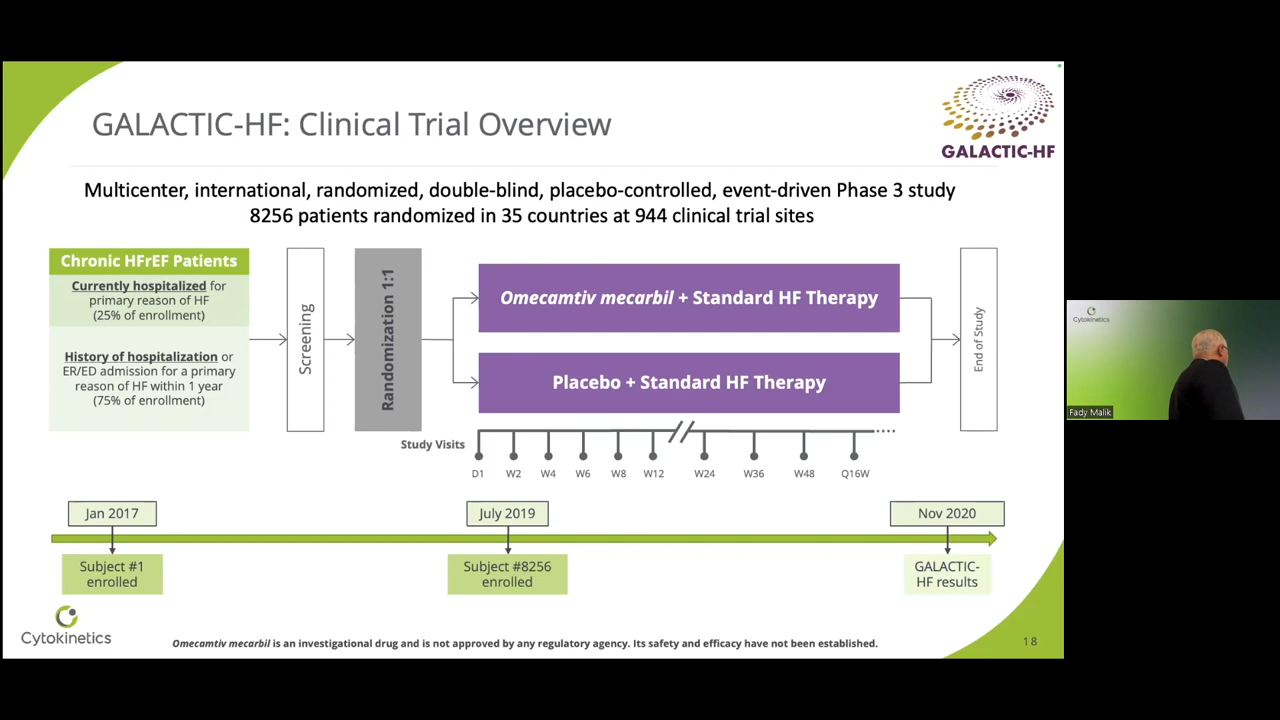 GALACTIC-HF: Clinical Trial Overview
GALACTIC-HF
Multicenter, international, randomized, double-blind, placebo-controlled, event-driven Phase 3 study
8256 patients randomized in 35 countries at 944 clinical trial sites
Chronic HFrEF Patients
Currently hospitalized for
primary reason of HF
(25% of enrollment)
History of hospitalization or
ER/ED admission for a primary
reason of HF within 1 year
(75% of enrollment)
Screening
Randomization 1:1
Omecamtiv mecarbil + Standard HF Therapy
Placebo + Standard HF Therapy
End of Study
Study Visits
D1 W2 W4 W6 W8 W12 W24 W36 W48 Q16W
Jan 2017
July 2019
Nov 2020
Subject #1
enrolled
Subject #8256
enrolled
GALACTIC-
HF results
Cytokinetics
Omecamtiv mecarbil is an investigational drug and is not approved by any regulatory agency. Its safety and efficacy have not been established.
18
Cytokinetics
Fady Malik